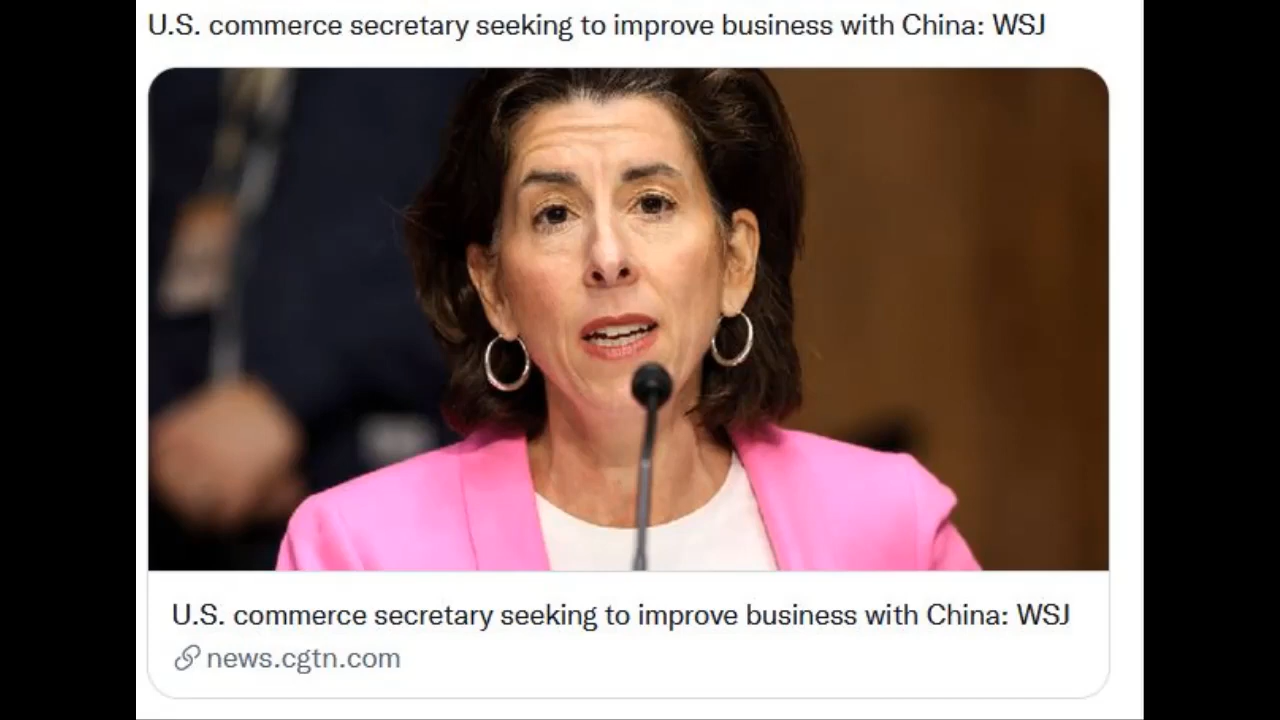 U.S. commerce secretary seeking to improve business with China: WSJ
U.S. commerce secretary seeking to improve business with China: WSJ
news.cgtn.com